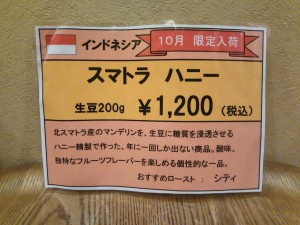 インドネシア
10月 限定入荷
スマトラ ハニー
生豆200g ¥1,200 (税込)
北スマトラ産のマンデリンを、生豆に糖質を浸透させる
ハニー精製で作った、年に一回しか出ない商品。酸味、
独特なフルーツフレーバーを楽しめる個性的な一品。
おすすめロースト : シティ